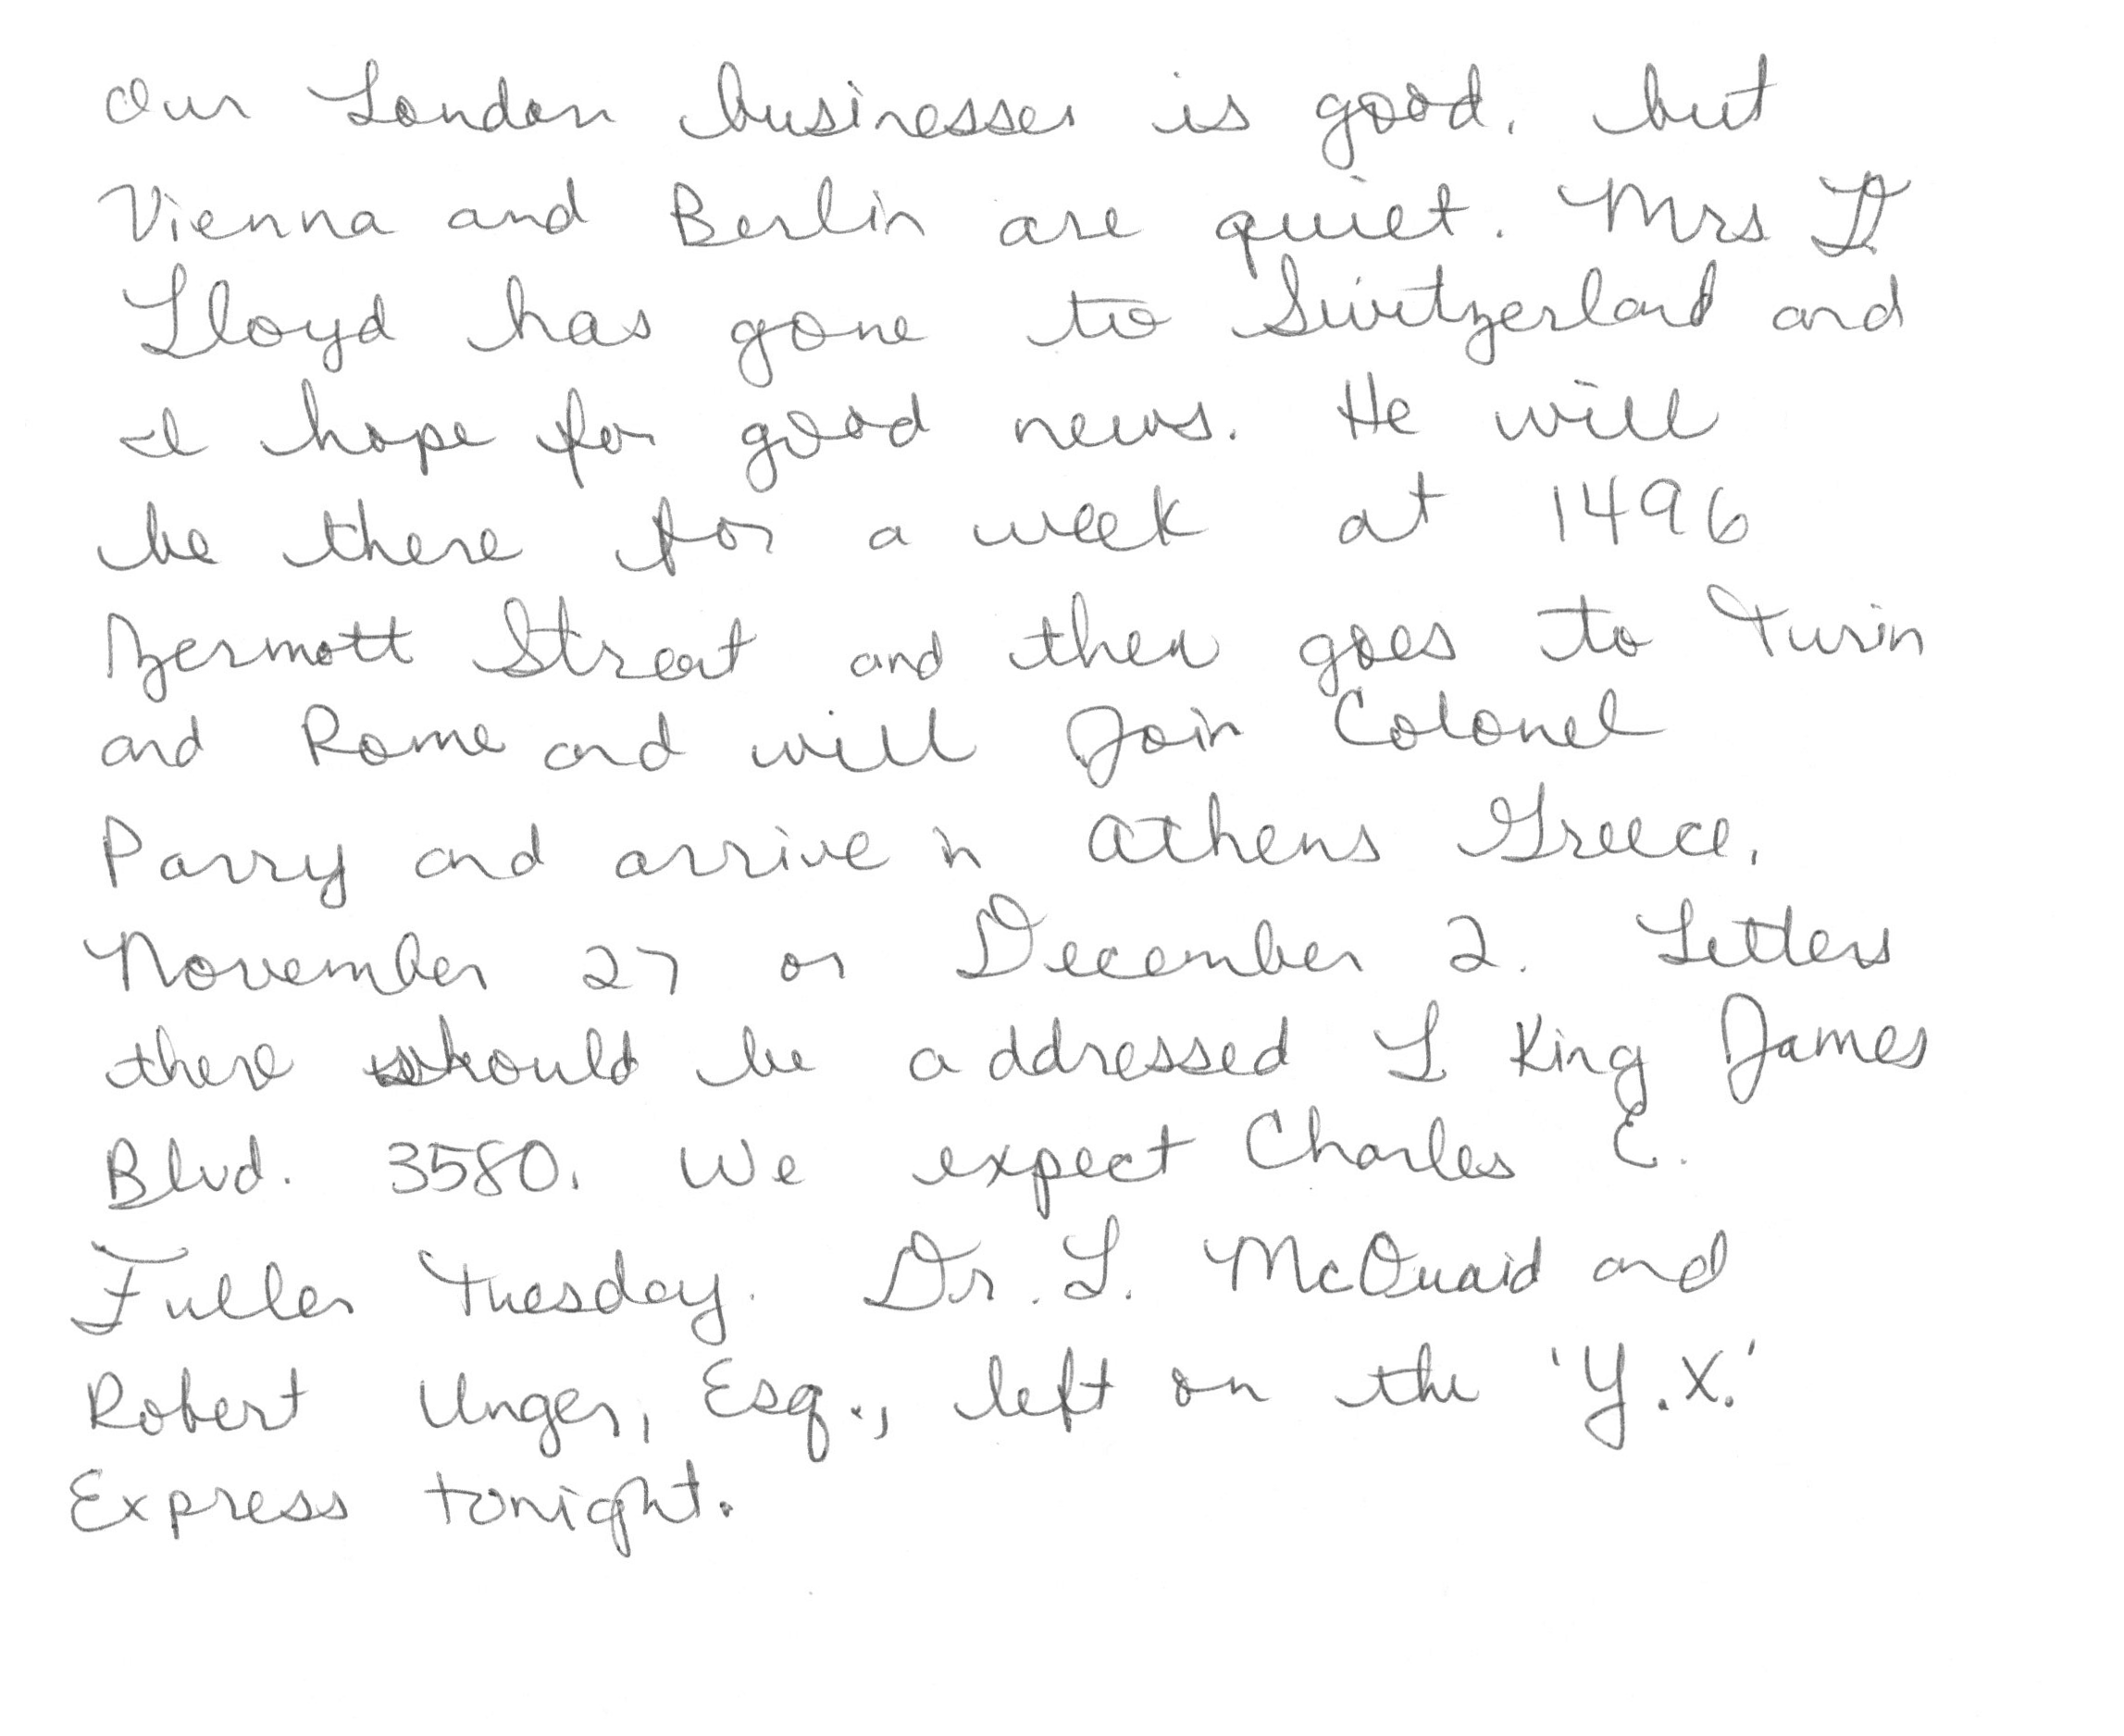 Our London businesses is good, but
Vienna and Berlin are quiet. Mrs D
Lloyd has gone to Switzerland and
I hope for good news. He will
be there for a week at 1496
Zermott Street and then goes to Turin
and Rome and will Join Colonel
Parry and arrive in Athens Greece,
November 27 or December 2. Letters
there should be addressed L King James
Blvd. 3580. We expect Charles E.
Fuller Tuesday. Dr. L. McQuaid and
Robert Unger, Esq., left on the 'Y.X.'
Express tonight.